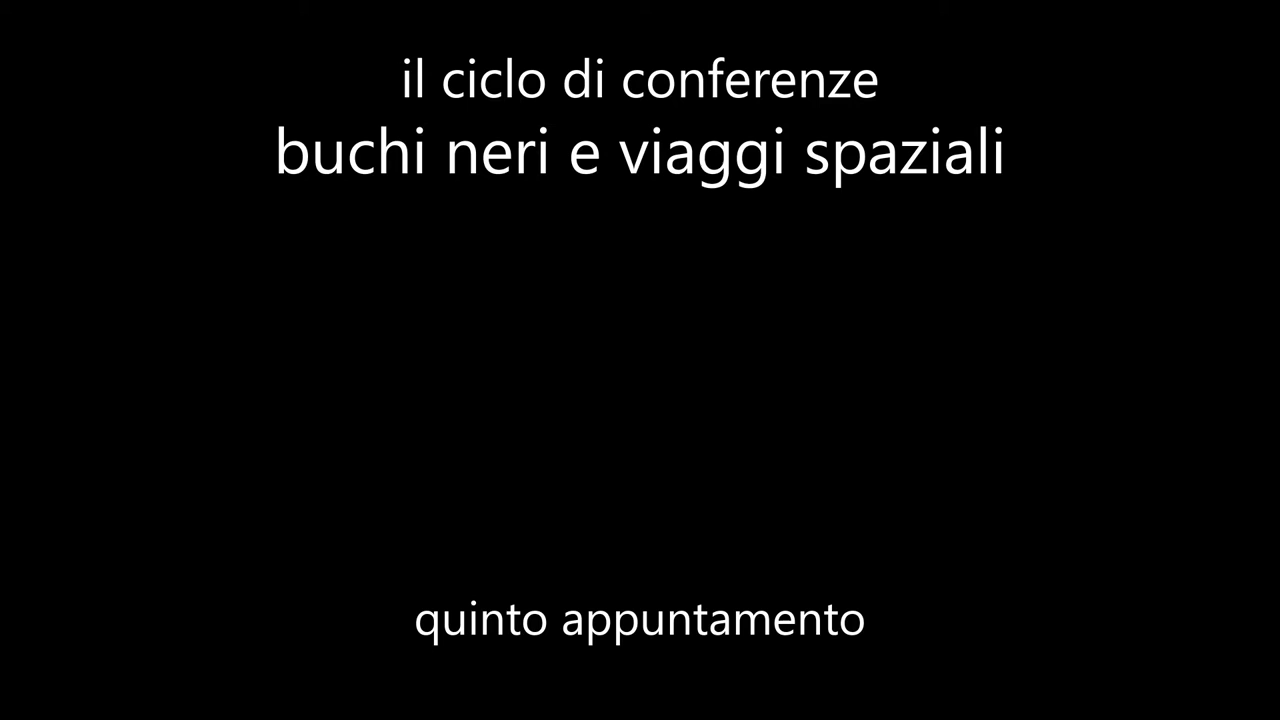 il ciclo di conferenze
buchi neri e viaggi spaziali
quinto appuntamento